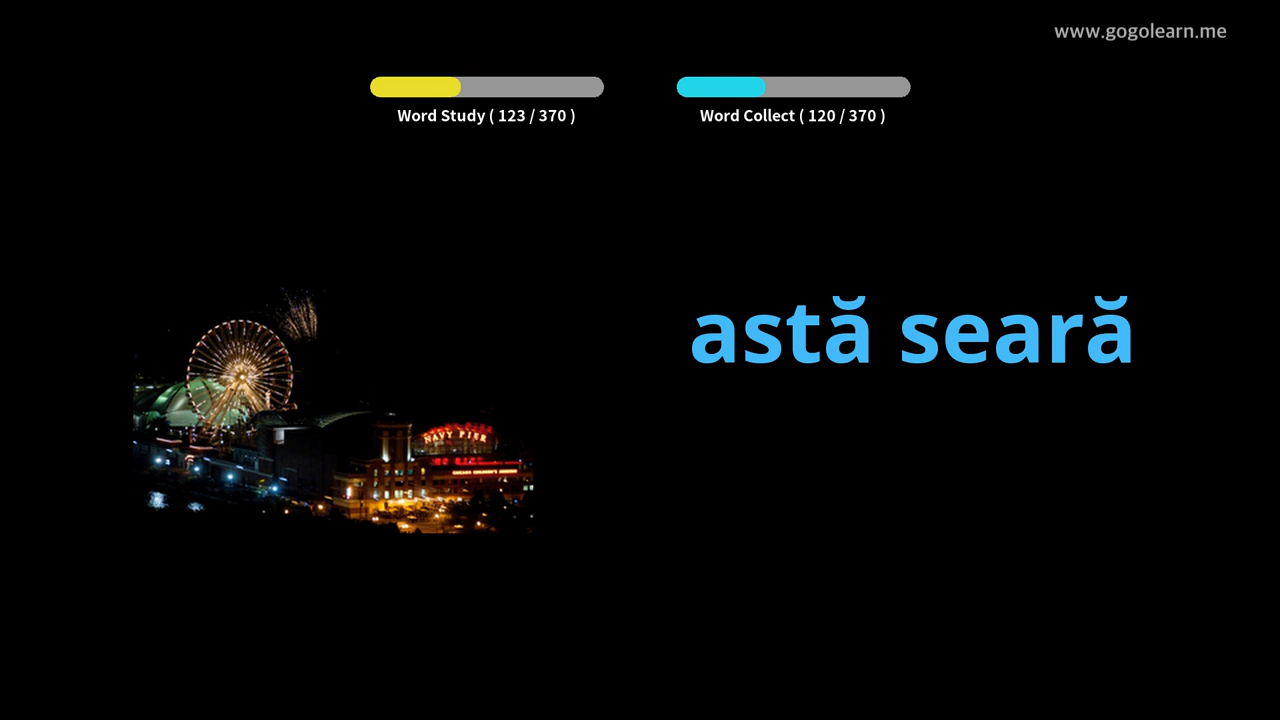 www.gogolearn.me
Word Study ( 123 / 370 )
Word Collect ( 120 / 370 )
astă seară
NAVY PIER